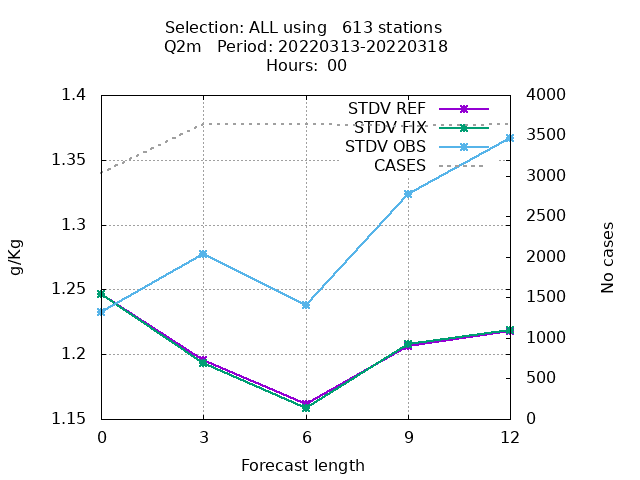 Selection: ALL using   613 stations
Q2m   Period: 20220313-20220318
Hours: 00
1.4
1.35
1.3
1.25
1.2
1.15
g/Kg
STDV REF
STDV FIX
STDV OBS
CASES
4000
3500
3000
2500
2000
1500
1000
500
0
No cases
0 3 6 9 12
Forecast length